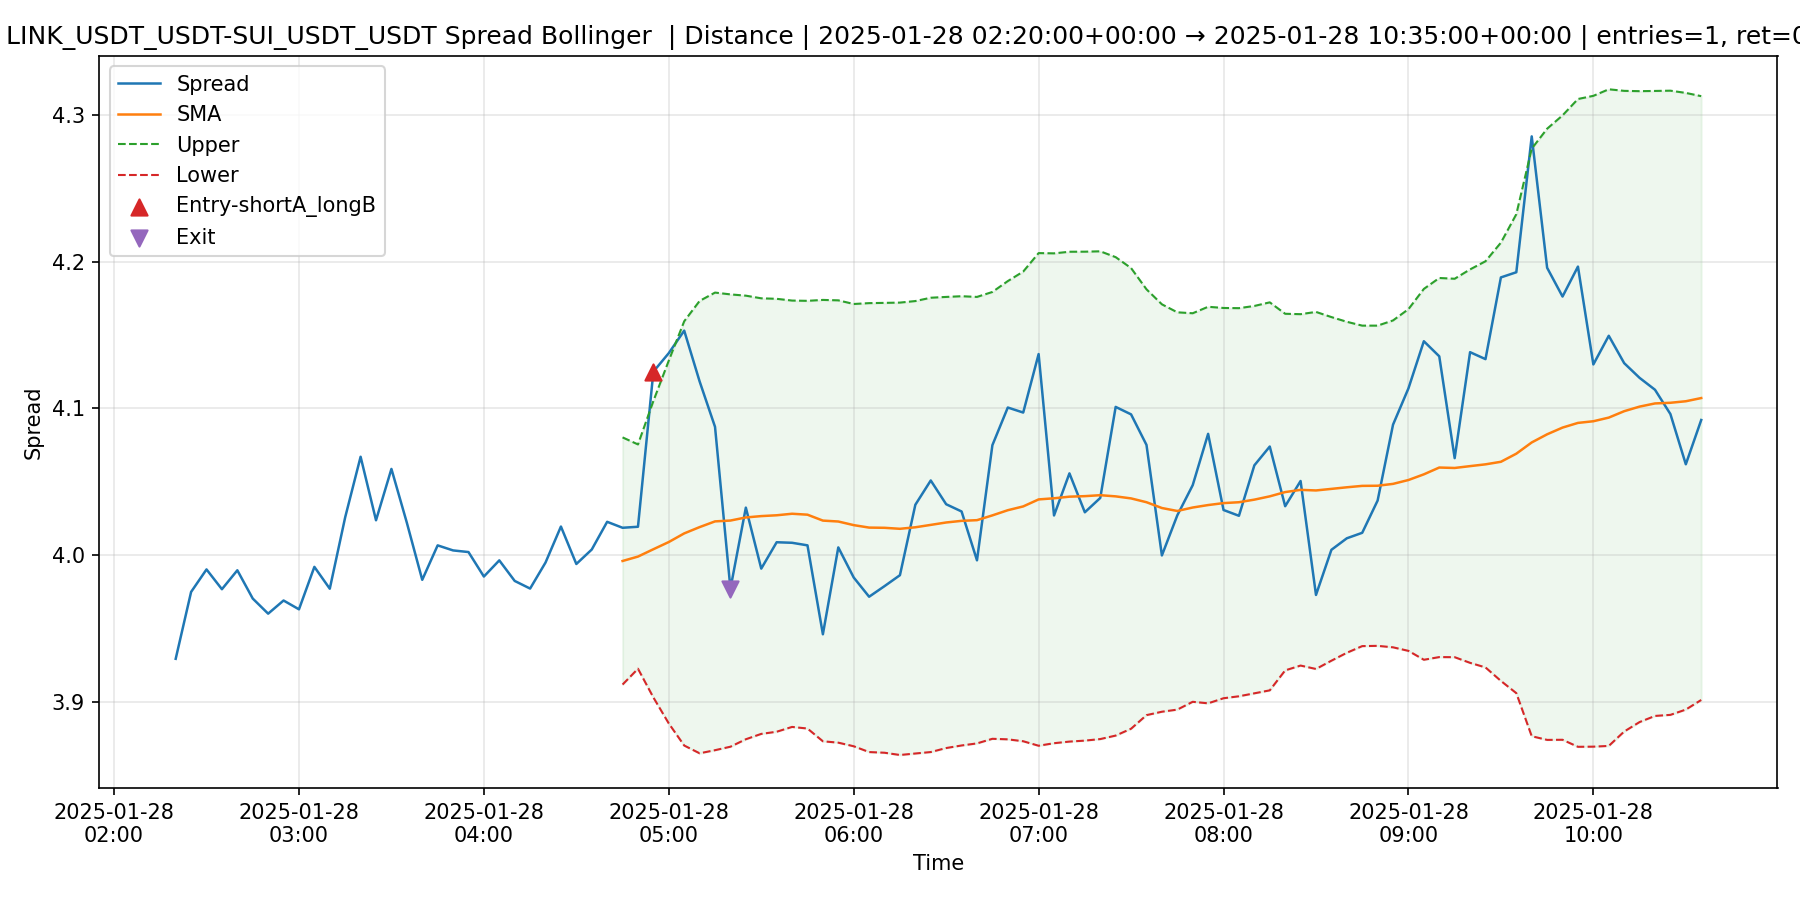 LINK_USDT_USDT-SUI_USDT_USDT Spread Bollinger | Distance | 2025-01-28 02:20:00+00:00 → 2025-01-28 10:35:00+00:00 | entries=1, ret=0
Spread
SMA
Upper
Lower
Entry-shortA_longB
Exit
4.3
4.2
4.1
4.0
3.9
Spread
2025-01-28
02:00
2025-01-28
03:00
2025-01-28
04:00
2025-01-28
05:00
2025-01-28
06:00
2025-01-28
07:00
2025-01-28
08:00
2025-01-28
09:00
2025-01-28
10:00
Time